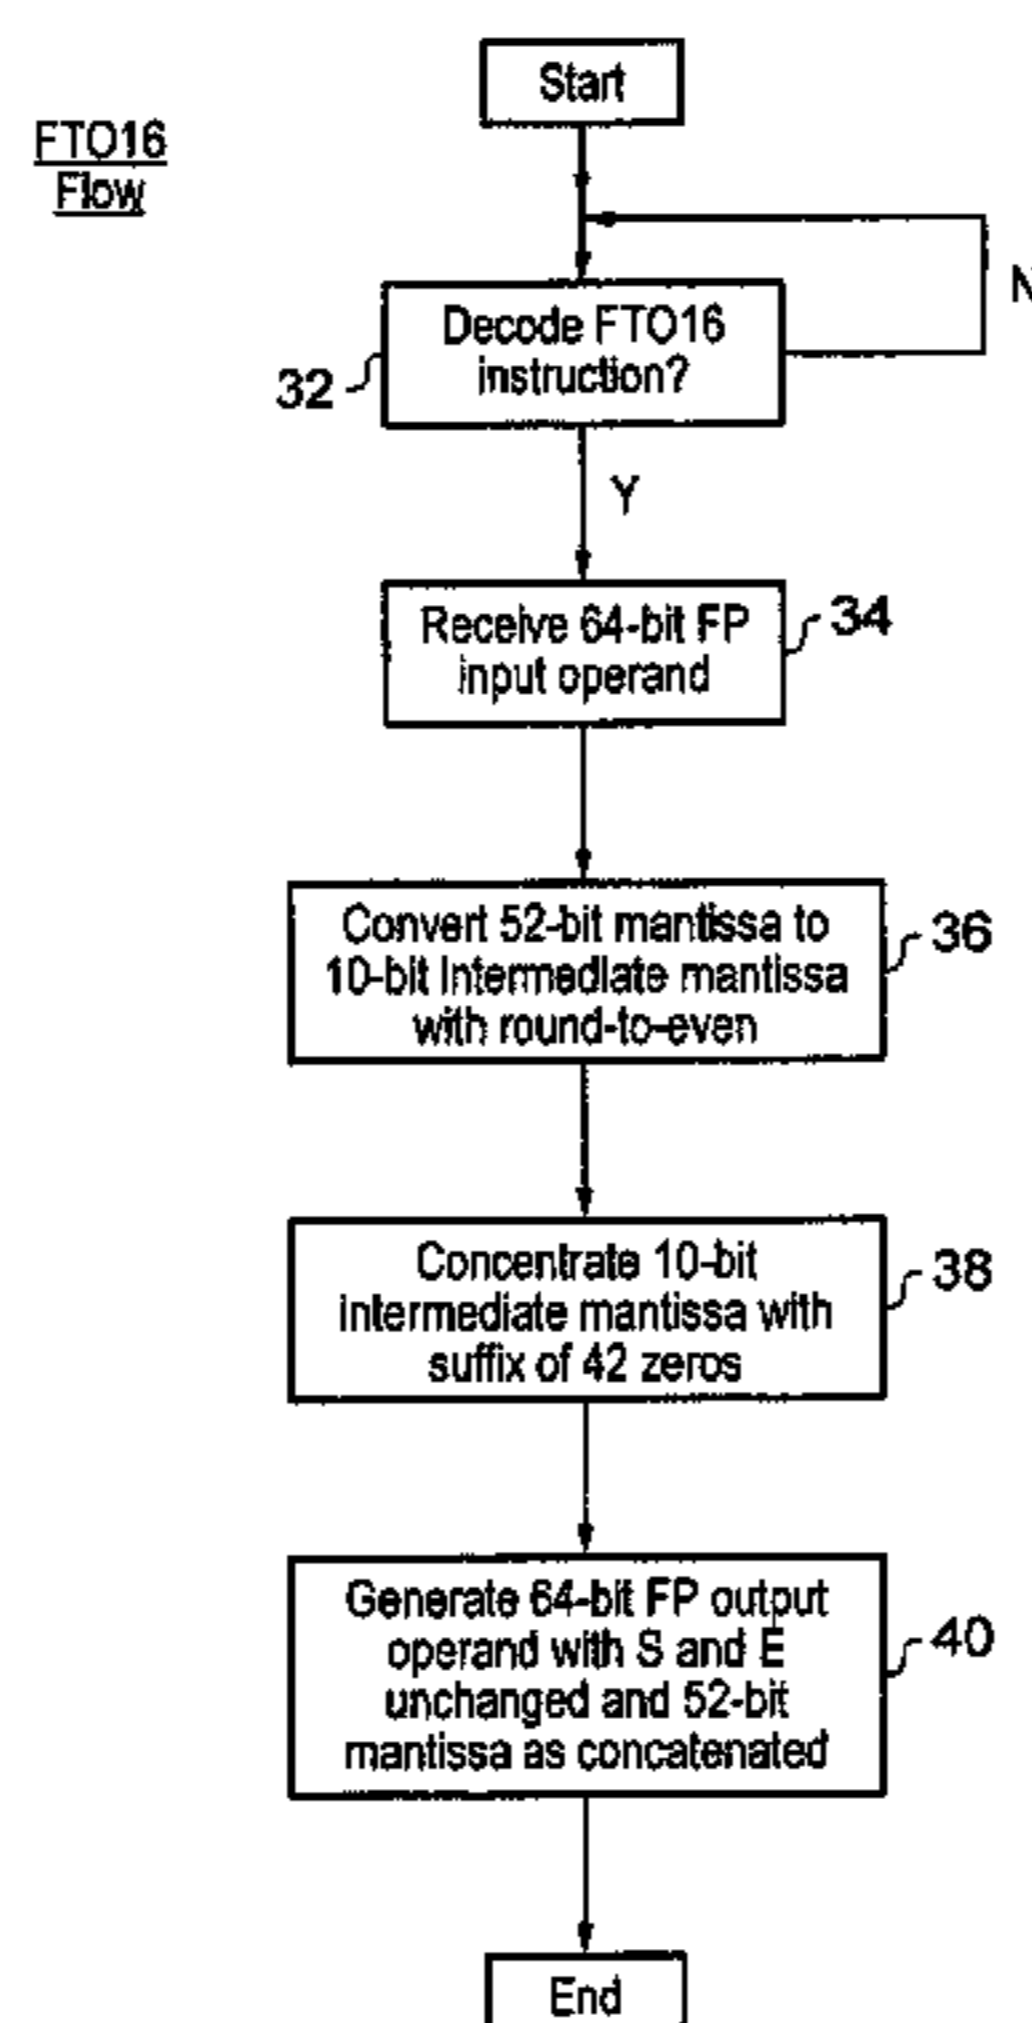 Start
FTO16
Flow
N
Decode FTO16
instruction?
32
Y
Receive 64-bit FP
input operand
34
Convert 52-bit mantissa to
10-bit intermediate mantissa
with round-to-even
36
Concentrate 10-bit
intermediate mantissa with
suffix of 42 zeros
38
Generate 64-bit FP output
operand with S and E
unchanged and 52-bit
mantissa as concatenated
40
End